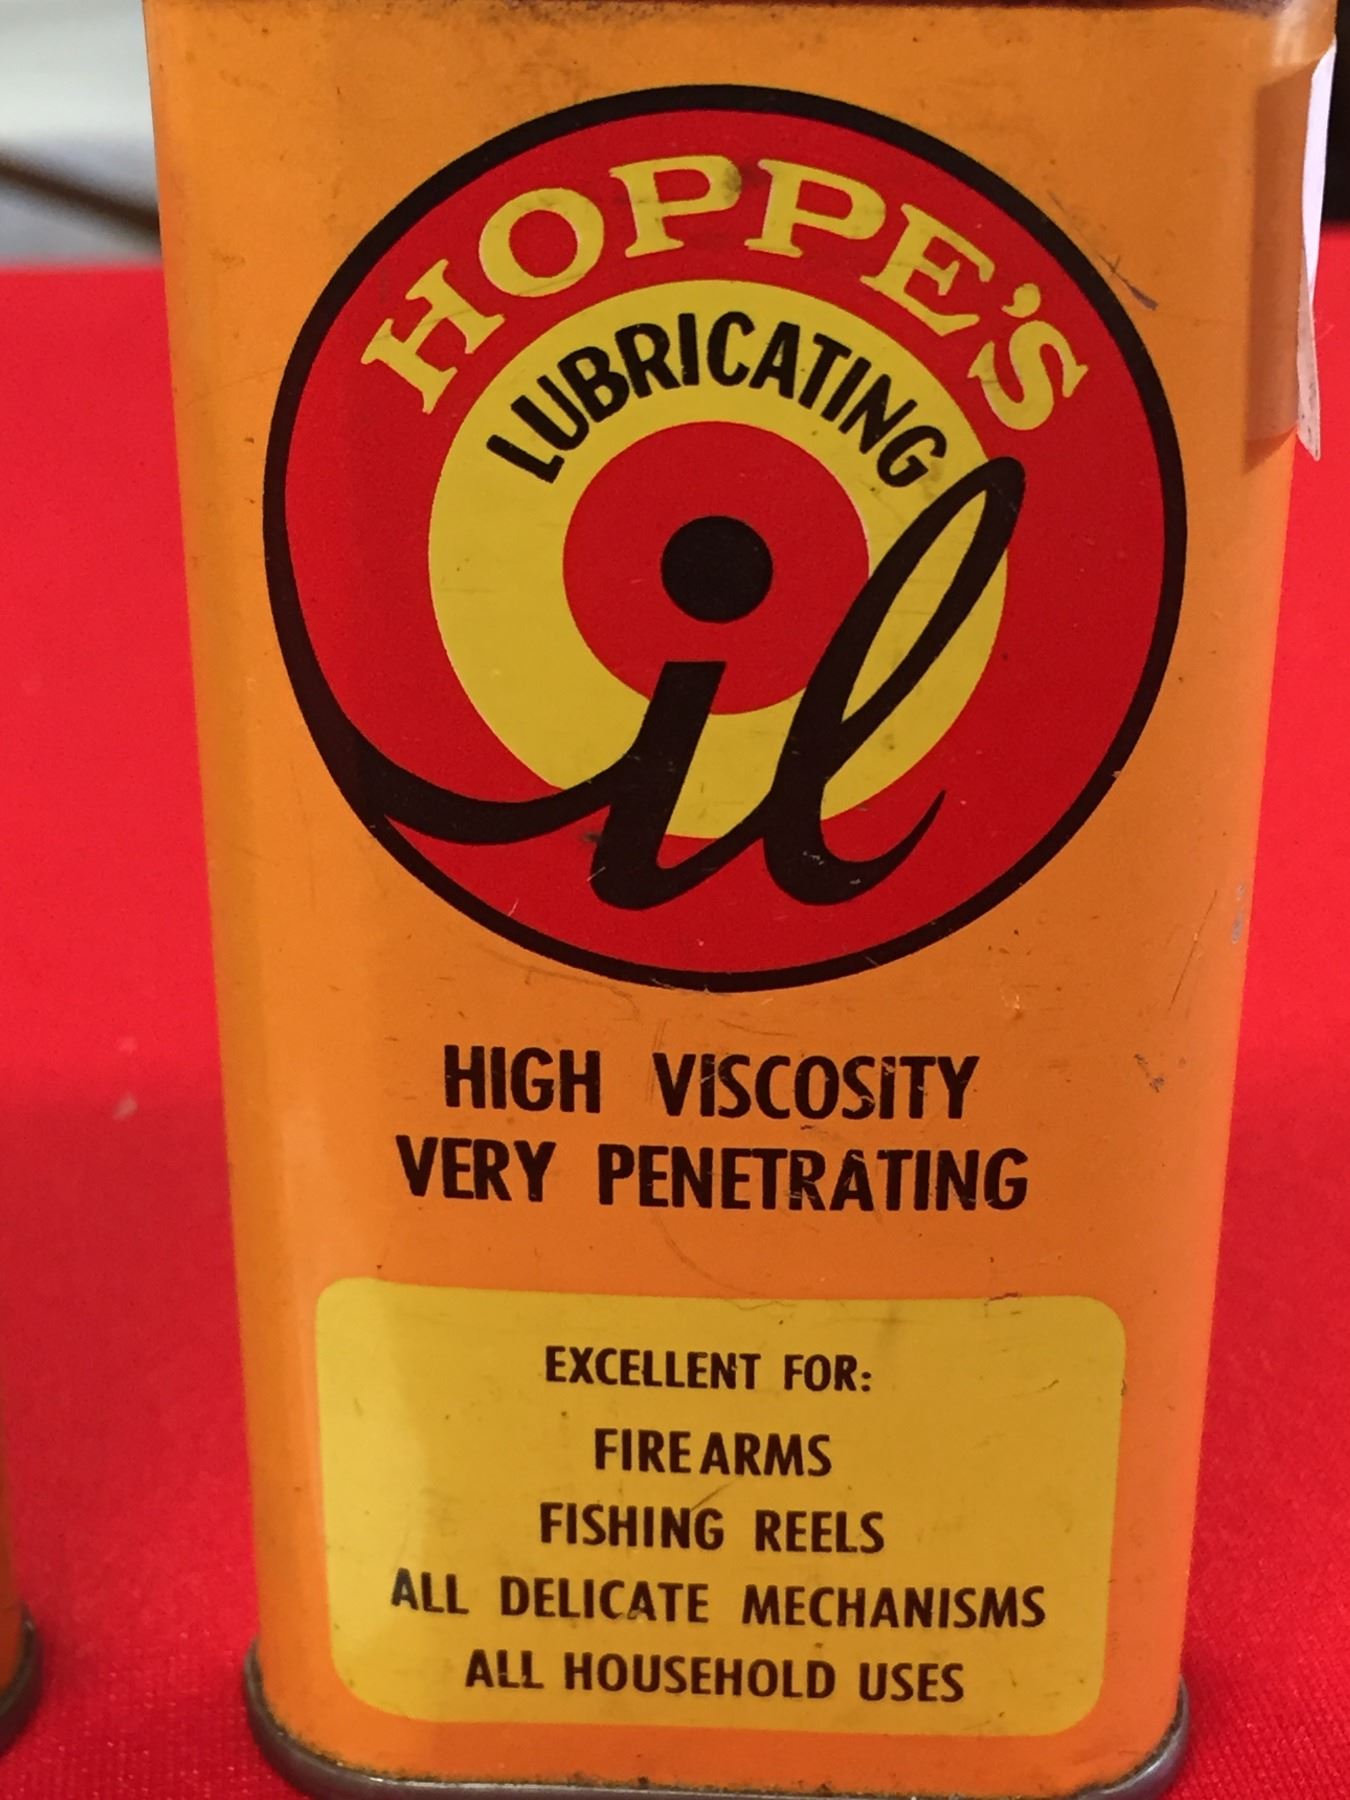 HOPPE'S
LUBRICATING
Oil
HIGH VISCOSITY
VERY PENETRATING
EXCELLENT FOR:
FIREARMS
FISHING REELS
ALL DELICATE MECHANISMS
ALL HOUSEHOLD USES